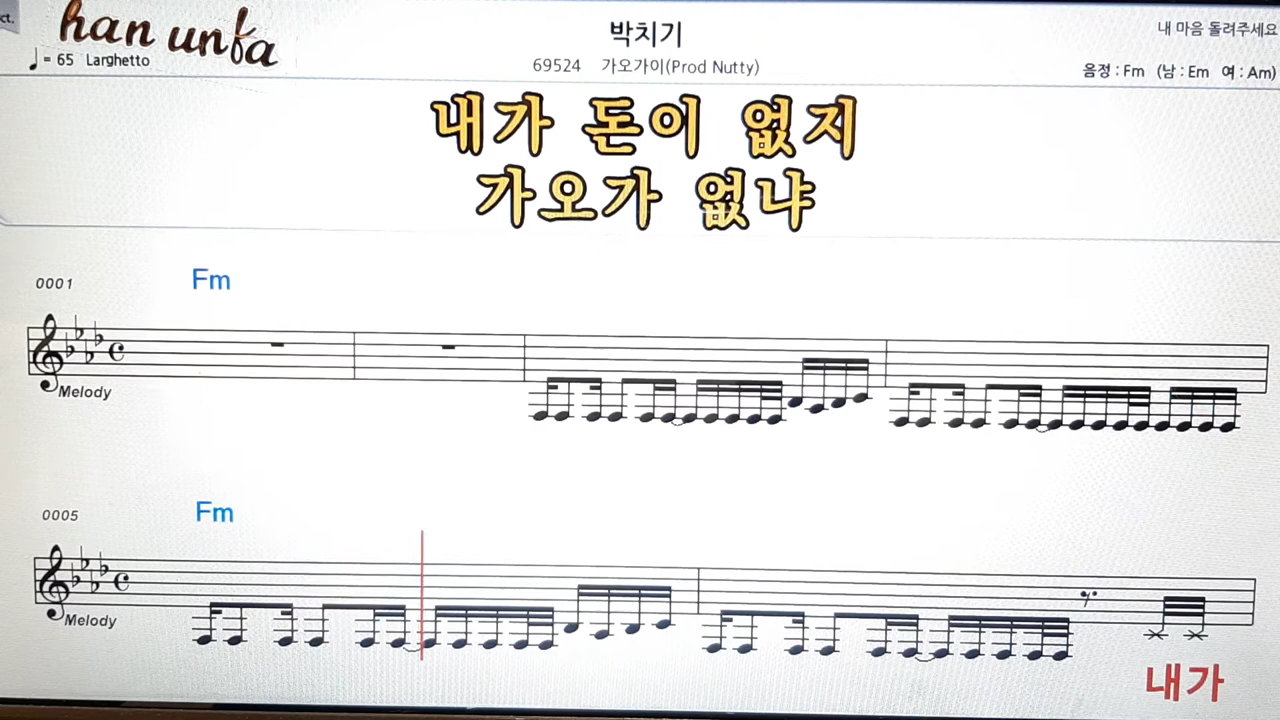 ct.
han unfa
박치기
내 마음 돌려주세요
♩= 65 Larghetto
69524 가오가이(Prod Nutty)
음정 : Fm (남 : Em 여 : Am)
내가 돈이 없지
가오가 없냐
0001
Fm
Melody
0005
Fm
Melody
내가